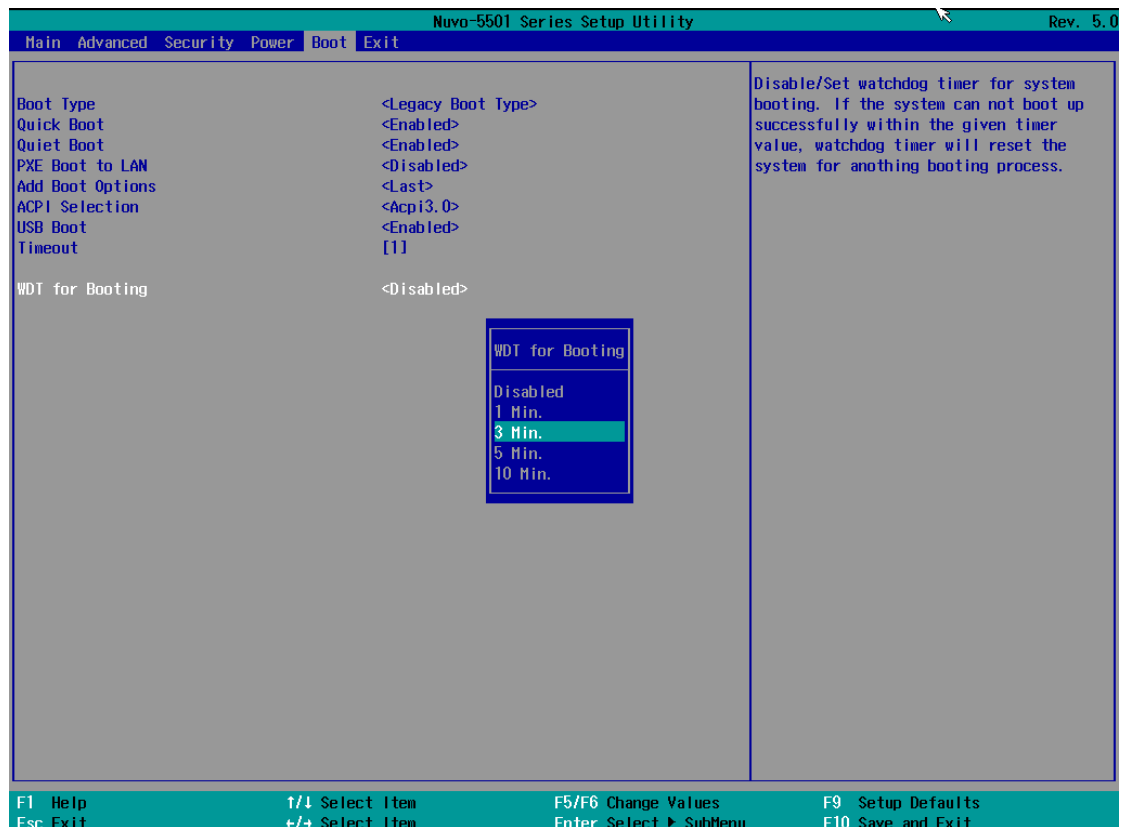 Nuvo-5501 Series Setup Utility Rev. 5.0
Main Advanced Security Power Boot Exit
Boot Type <Legacy Boot Type>
Quick Boot <Enabled>
Quiet Boot <Enabled>
PXE Boot to LAN <Disabled>
Add Boot Options <Last>
ACPI Selection <Acpi3.0>
USB Boot <Enabled>
Timeout [1]
WDT for Booting <Disabled>
WDT for Booting
Disabled
1 Min.
3 Min.
5 Min.
10 Min.
Disable/Set watchdog timer for system
booting. If the system can not boot up
successfully within the given timer
value, watchdog timer will reset the
system for anothing booting process.
F1 Help ↑/↓ Select Item F5/F6 Change Values F9 Setup Defaults
Esc Exit ←/→ Select Item Enter Select ▶ SubMenu F10 Save and Exit